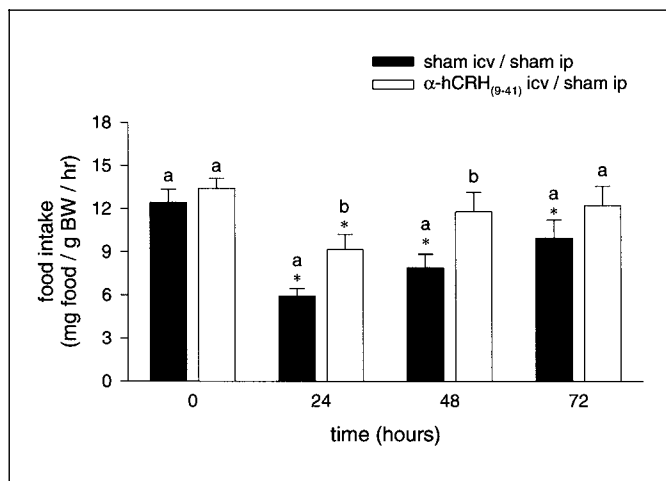 sham icv / sham ip
α-hCRH(9-41) icv / sham ip
food intake
(mg food / g BW / hr)
18
15
12
9
6
3
0
a
a
a
*
b
*
a
*
b
a
*
a
0
24
48
72
time (hours)